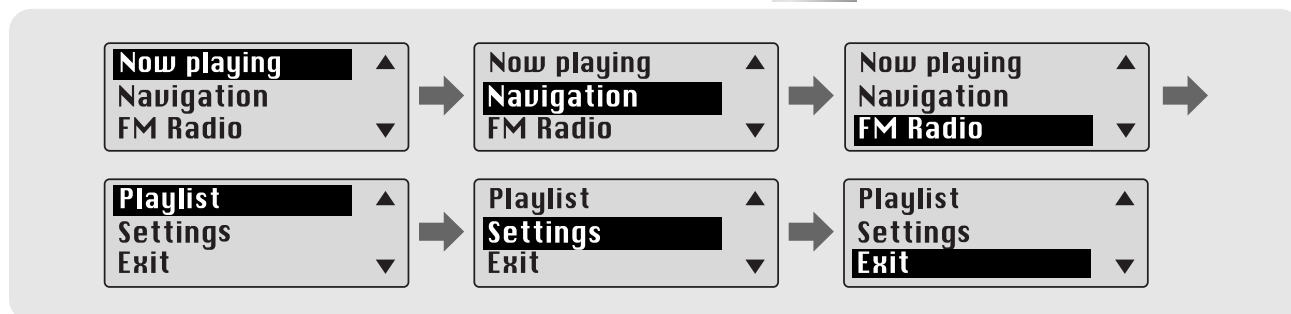 Now playing
Navigation
FM Radio
Now playing
Navigation
FM Radio
Now playing
Navigation
FM Radio
Playlist
Settings
Exit
Playlist
Settings
Exit
Playlist
Settings
Exit